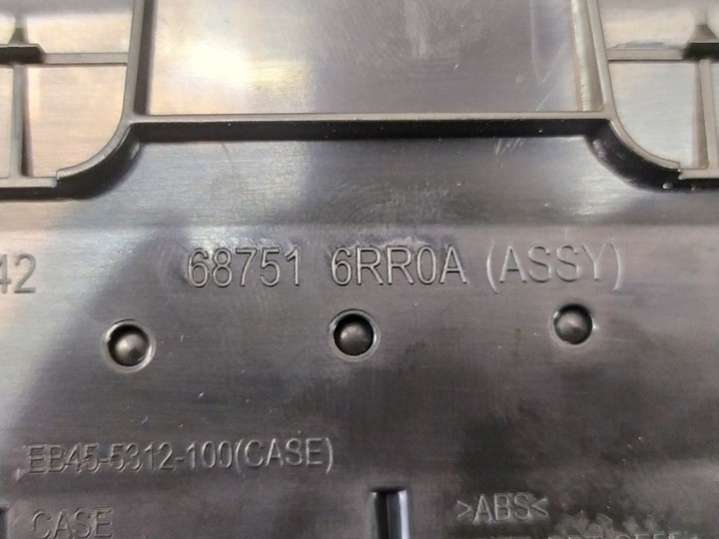 42
68751 6RR0A (ASSY)
EB45-5312-100(CASE)
CASE
>ABS<